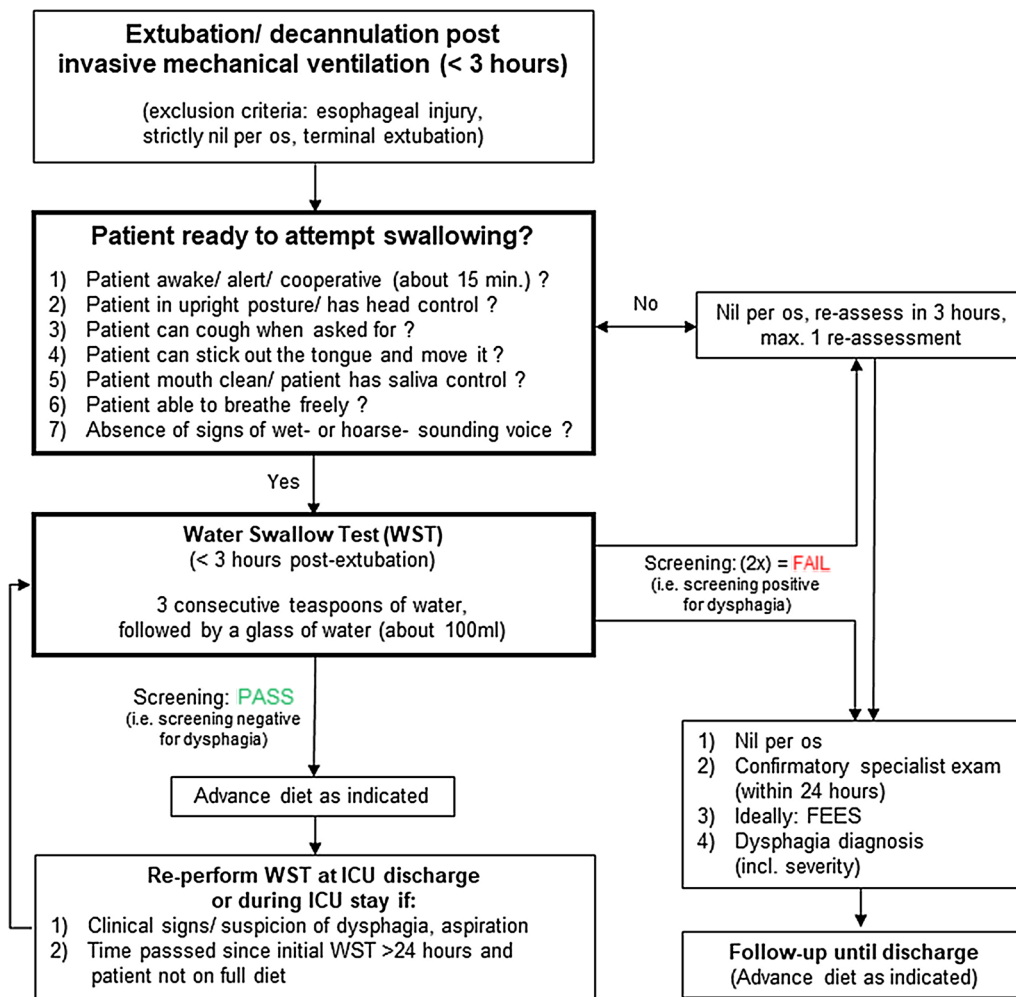 Extubation/ decannulation post
invasive mechanical ventilation (< 3 hours)
(exclusion criteria: esophageal injury,
strictly nil per os, terminal extubation)
Patient ready to attempt swallowing?
1) Patient awake/ alert/ cooperative (about 15 min.) ?
2) Patient in upright posture/ has head control ?
3) Patient can cough when asked for ?
4) Patient can stick out the tongue and move it ?
5) Patient mouth clean/ patient has saliva control ?
6) Patient able to breathe freely ?
7) Absence of signs of wet- or hoarse- sounding voice ?
No
Nil per os, re-assess in 3 hours,
max. 1 re-assessment
Yes
Water Swallow Test (WST)
(< 3 hours post-extubation)
3 consecutive teaspoons of water,
followed by a glass of water (about 100ml)
Screening: (2x) = FAIL
(i.e. screening positive
for dysphagia)
Screening: PASS
(i.e. screening negative
for dysphagia)
Advance diet as indicated
Re-perform WST at ICU discharge
or during ICU stay if:
1) Clinical signs/ suspicion of dysphagia, aspiration
2) Time passsed since initial WST >24 hours and
patient not on full diet
1) Nil per os
2) Confirmatory specialist exam
(within 24 hours)
3) Ideally: FEES
4) Dysphagia diagnosis
(incl. severity)
Follow-up until discharge
(Advance diet as indicated)